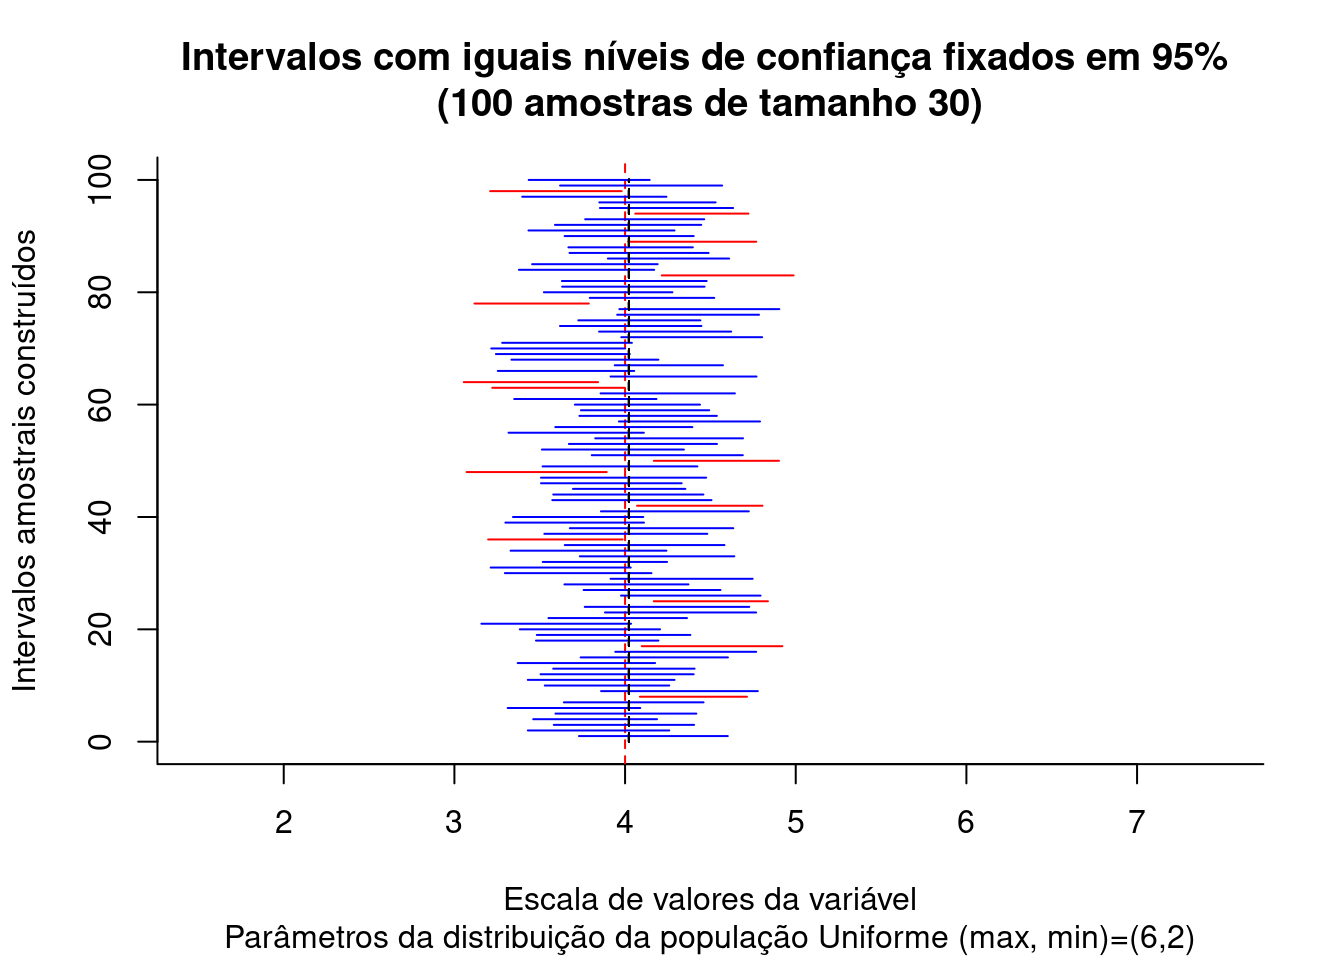 Intervalos com iguais níveis de confiança fixados em 95%
(100 amostras de tamanho 30)
Intervalos amostrais construídos
100
80
60
40
20
0
2 3 4 5 6 7
Escala de valores da variável
Parâmetros da distribuição da população Uniforme (max, min)=(6,2)